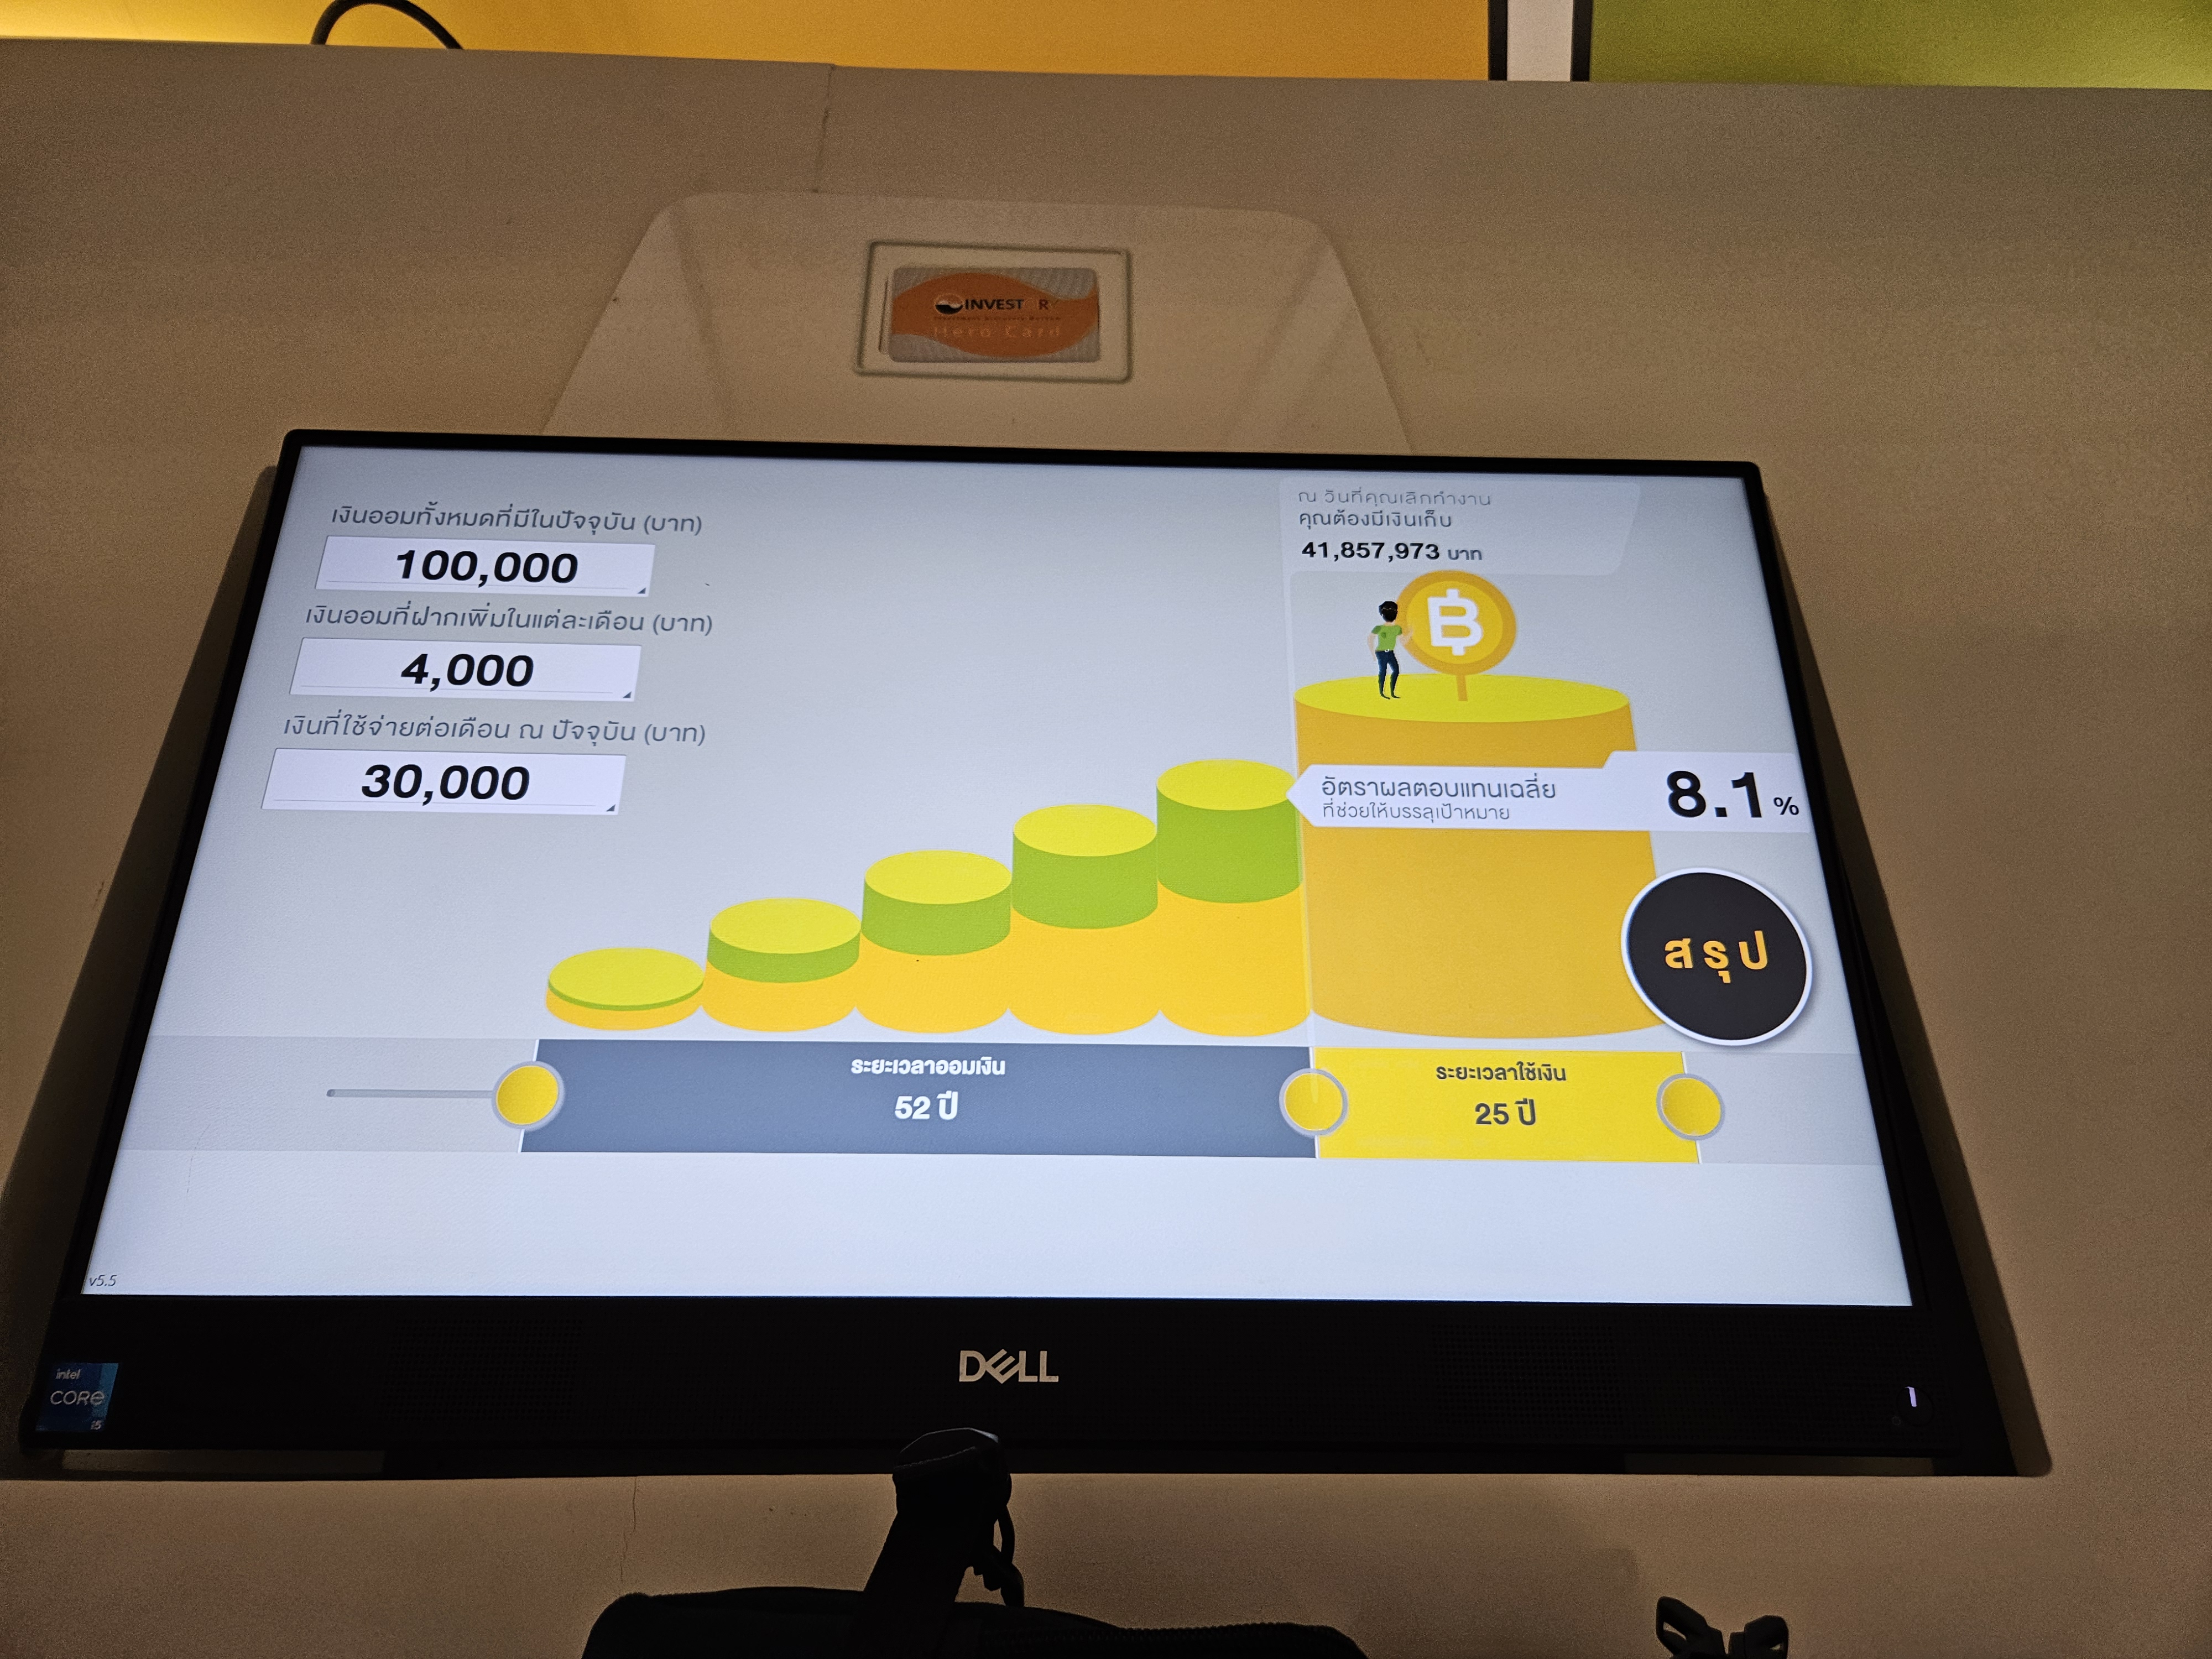 INVEST R
Hero Card
เงินออมทั้งหมดที่มีในปัจจุบัน (บาท)
100,000
เงินออมที่ฝากเพิ่มในแต่ละเดือน (บาท)
4,000
เงินที่ใช้จ่ายต่อเดือน ณ ปัจจุบัน (บาท)
30,000
ณ วันที่คุณเลิกทำงาน
คุณต้องมีเงินเก็บ
41,857,973 บาท
฿
อัตราผลตอบแทนเฉลี่ย
ที่ช่วยให้บรรลุเป้าหมาย
8.1%
สรุป
ระยะเวลาออมเงิน
52 ปี
ระยะเวลาใช้เงิน
25 ปี
v5.5
DELL
intel
CORE
i5